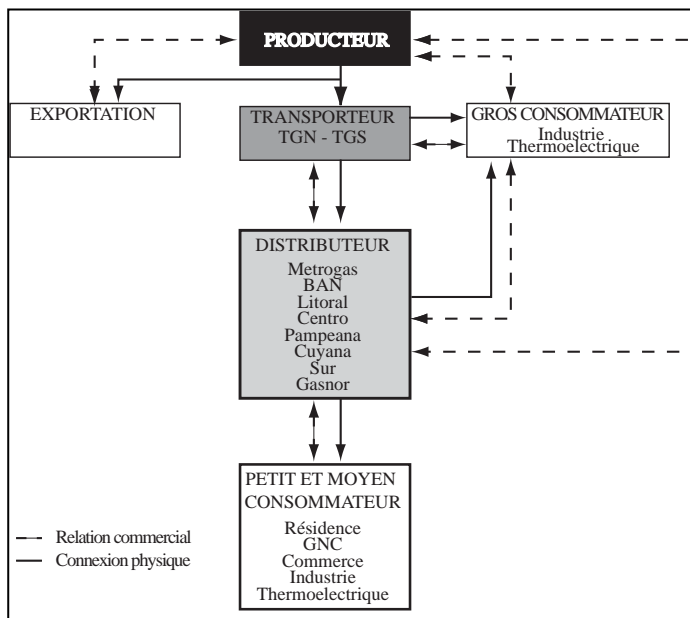 PRODUCTEUR
EXPORTATION
TRANSPORTEUR
TGN - TGS
GROS CONSOMMATEUR
Industrie
Thermoelectrique
DISTRIBUTEUR
Metrogas
BAN
Litoral
Centro
Pampeana
Cuyana
Sur
Gasnor
PETIT ET MOYEN
CONSOMMATEUR
Résidence
GNC
Commerce
Industrie
Thermoelectrique
Relation commercial
Connexion physique